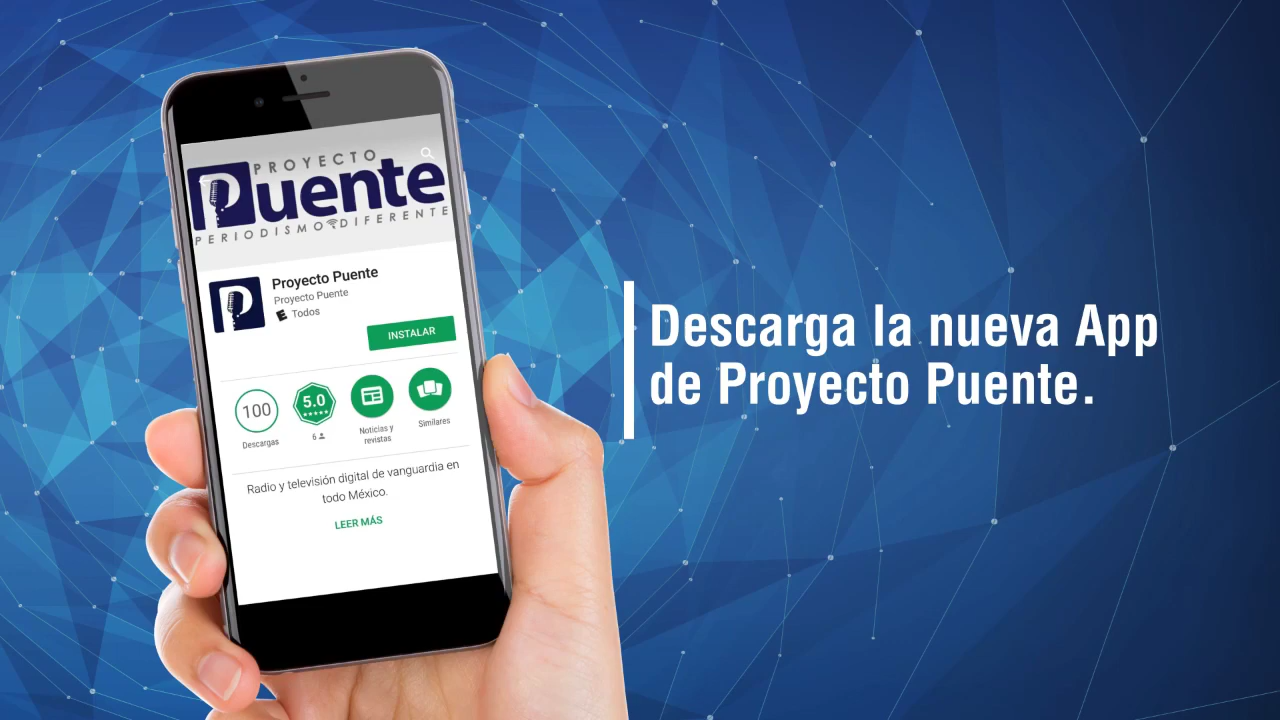 PROYECTO
Puente
PERIODISMO DIFERENTE
Proyecto Puente
Proyecto Puente
E Todos
INSTALAR
100
Descargas
5.0
6
Noticias y
revistas
Similares
Radio y televisión digital de vanguardia en
todo México.
LEER MÁS
Descarga la nueva App
de Proyecto Puente.